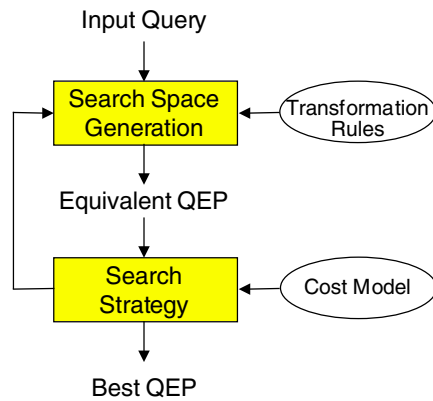 Input Query
Search Space
Generation
Transformation
Rules
Equivalent QEP
Search
Strategy
Cost Model
Best QEP